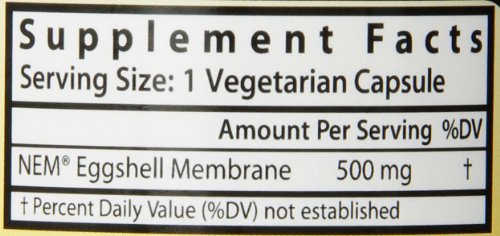 Supplement Facts
Serving Size: 1 Vegetarian Capsule
Amount Per Serving %DV
NEM® Eggshell Membrane 500 mg †
† Percent Daily Value (%DV) not established